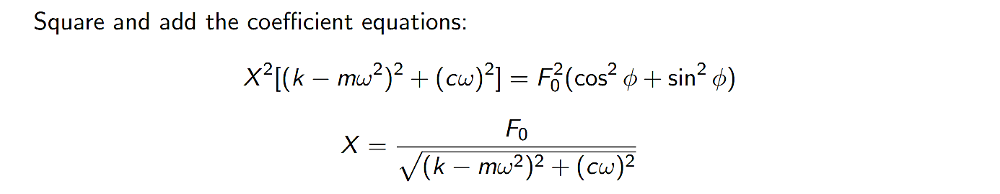 Square and add the coefficient equations:
X²[(k − mω²)² + (cω)²] = F₀²(cos² ϕ + sin² ϕ)
X = F₀ / √((k − mω²)² + (cω)²)